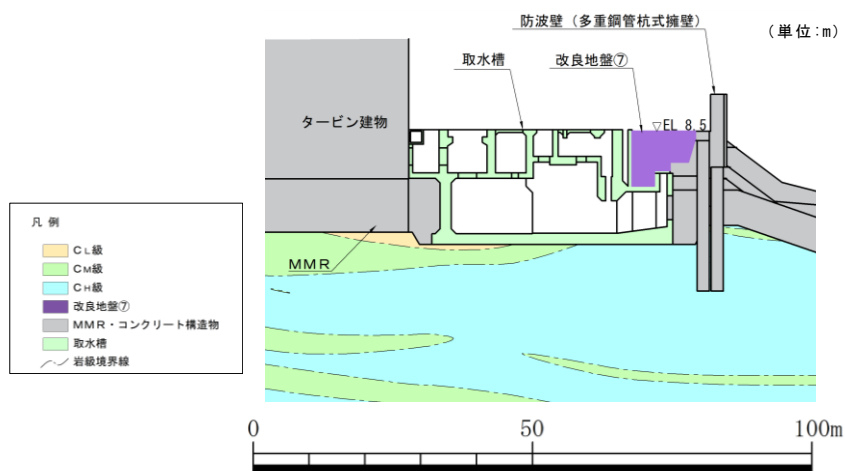 防波壁（多重鋼管杭式擁壁）
（単位:m）
取水槽
改良地盤⑦
タービン建物
▽EL 8.5
MMR
凡 例
CL級
CM級
CH級
改良地盤⑦
MMR・コンクリート構造物
取水槽
岩級境界線
0
50
100m